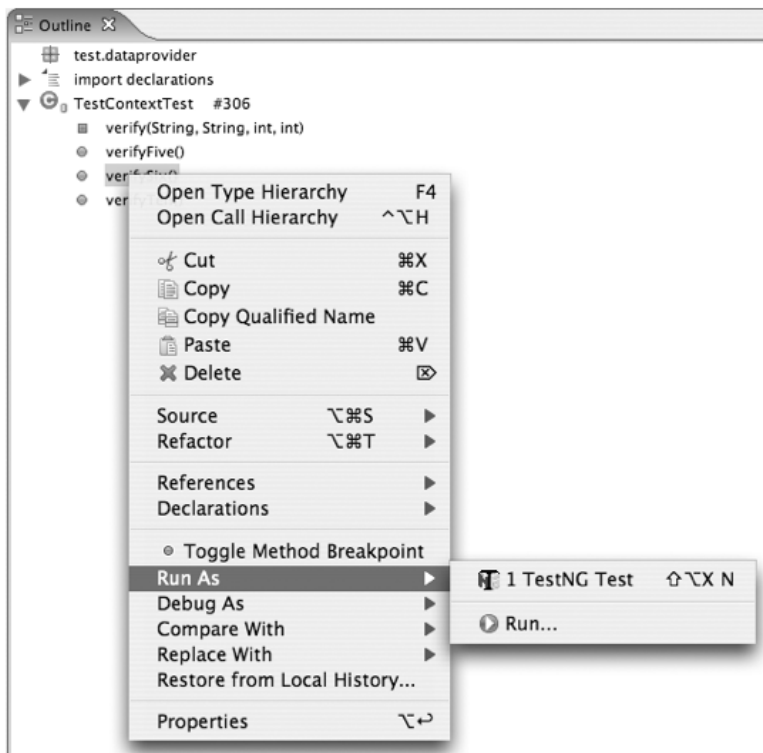 Outline
test.dataprovider
import declarations
TestContextTest #306
verify(String, String, int, int)
verifyFive()
Open Type Hierarchy F4
Open Call Hierarchy ^⌥H
Cut ⌘X
Copy ⌘C
Copy Qualified Name
Paste ⌘V
Delete ⌦
Source ⌥⌘S
Refactor ⌥⌘T
References
Declarations
Toggle Method Breakpoint
Run As
1 TestNG Test ⇧⌥X N
Debug As
Run...
Compare With
Replace With
Restore from Local History...
Properties ⌥↩